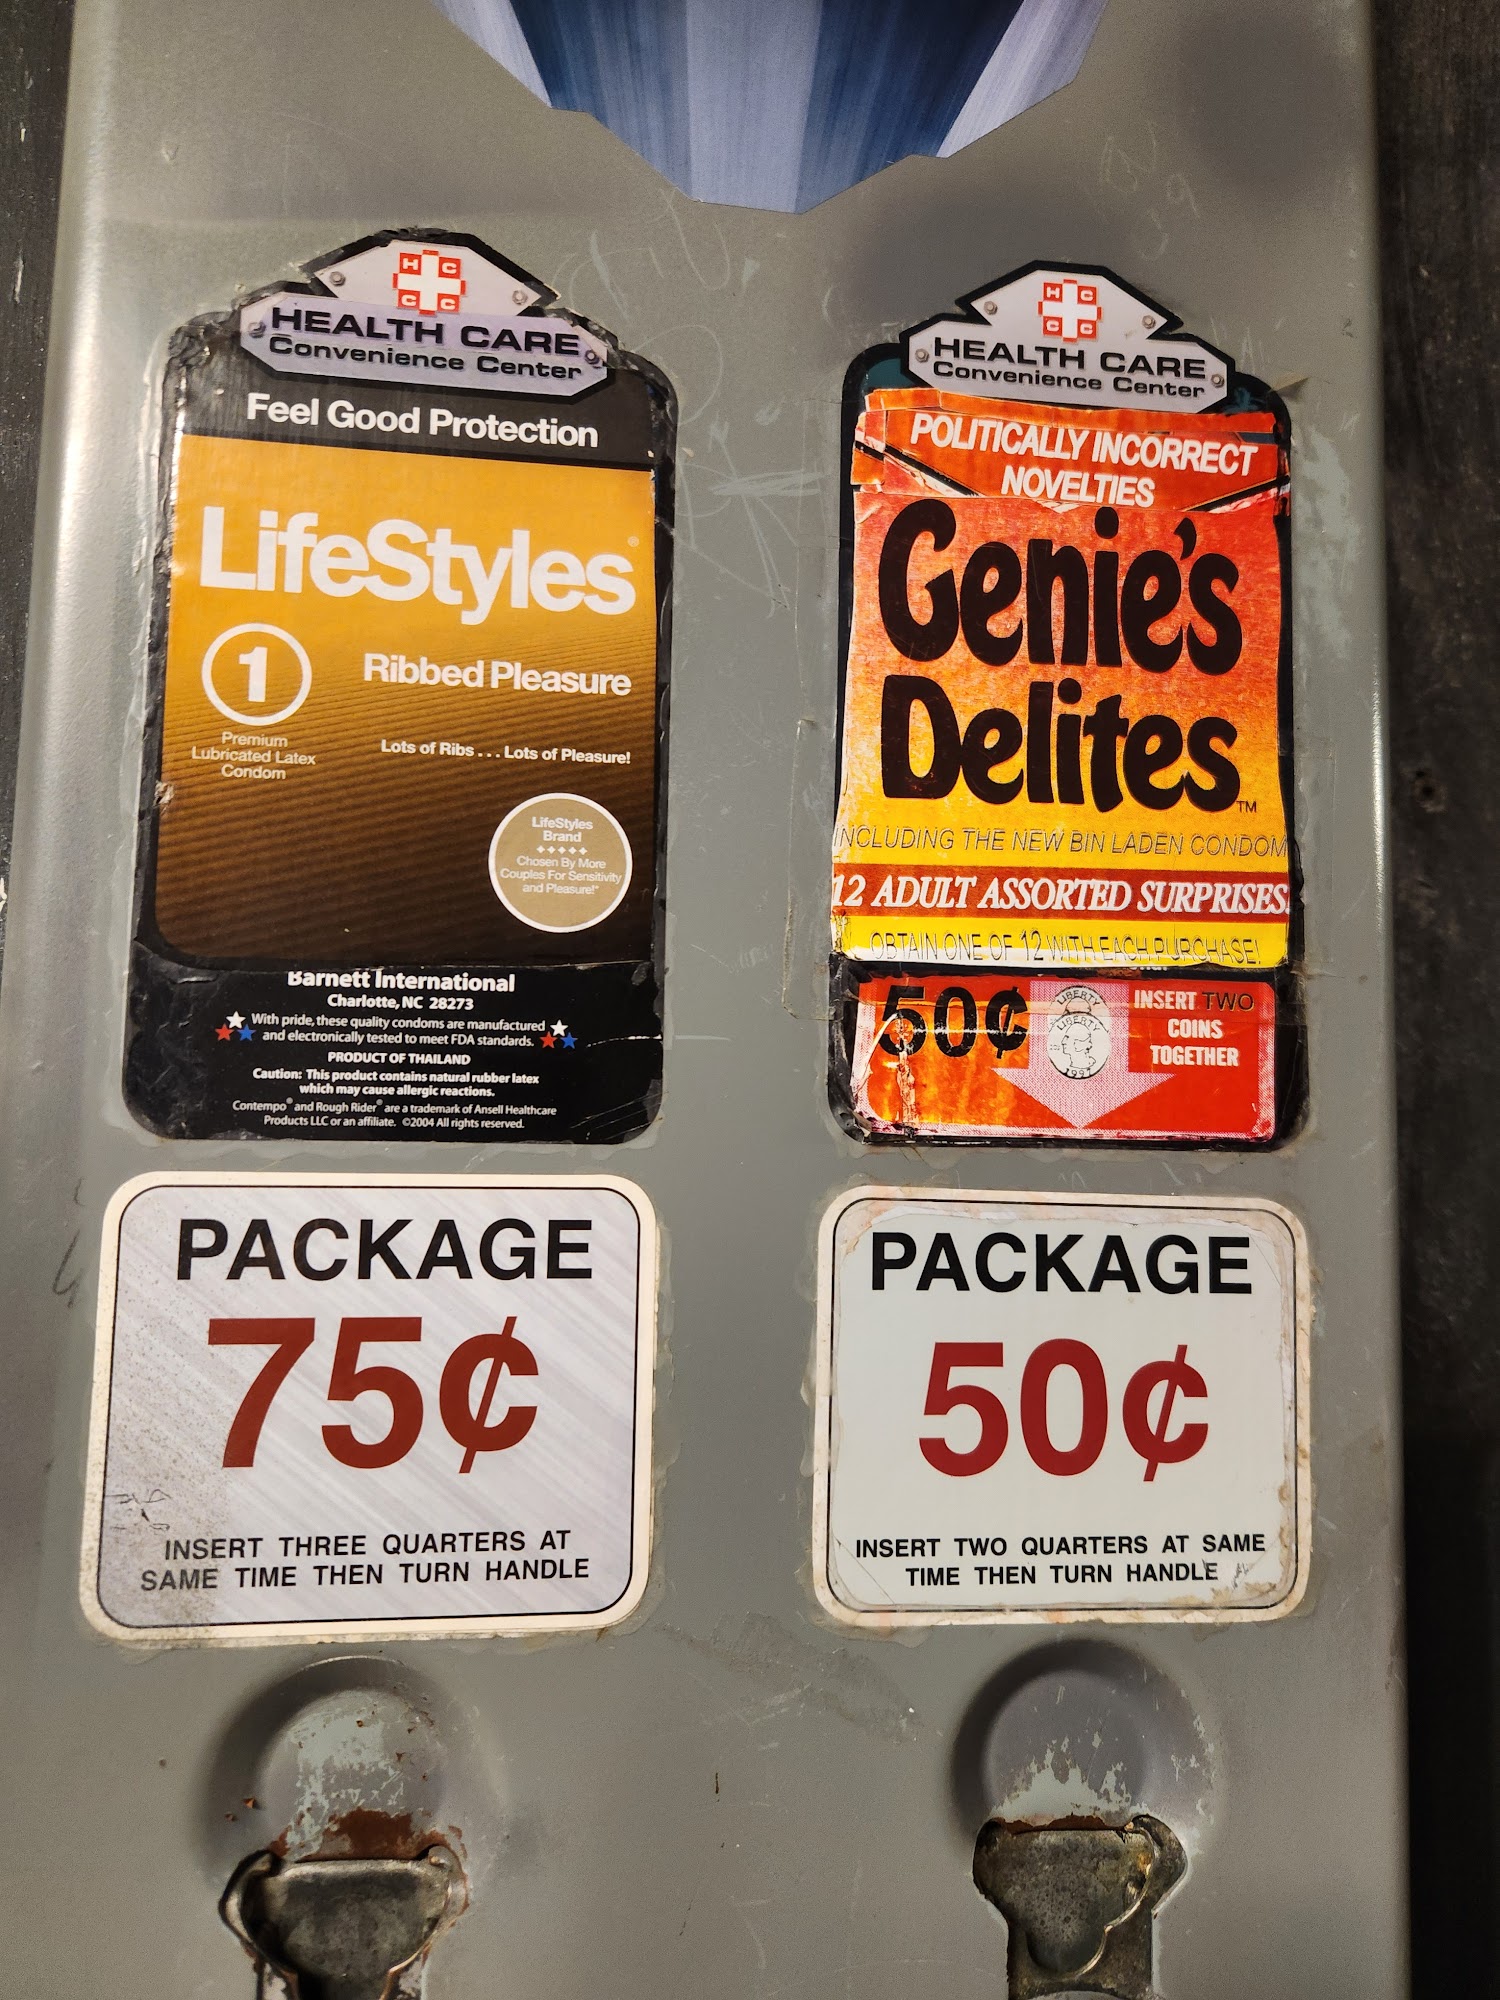 H C
C C
HEALTH CARE
Convenience Center
Feel Good Protection
LifeStyles®
1
Ribbed Pleasure
Premium
Lubricated Latex
Condom
Lots of Ribs . . . Lots of Pleasure!
LifeStyles
Brand
Chosen By More
Couples For Sensitivity
and Pleasure!*
Barnett International
Charlotte, NC 28273
With pride, these quality condoms are manufactured
and electronically tested to meet FDA standards.
PRODUCT OF THAILAND
Caution: This product contains natural rubber latex
which may cause allergic reactions.
Contempo® and Rough Rider® are a trademark of Ansell Healthcare
Products LLC or an affiliate. ©2004 All rights reserved.
PACKAGE
75¢
INSERT THREE QUARTERS AT
SAME TIME THEN TURN HANDLE
H C
C C
HEALTH CARE
Convenience Center
POLITICALLY INCORRECT
NOVELTIES
Genie's
Delites™
INCLUDING THE NEW BIN LADEN CONDOM
12 ADULT ASSORTED SURPRISES.
OBTAIN ONE OF 12 WITH EACH PURCHASE!
50¢
LIBERTY
LIBERTY
1997
INSERT TWO
COINS
TOGETHER
PACKAGE
50¢
INSERT TWO QUARTERS AT SAME
TIME THEN TURN HANDLE